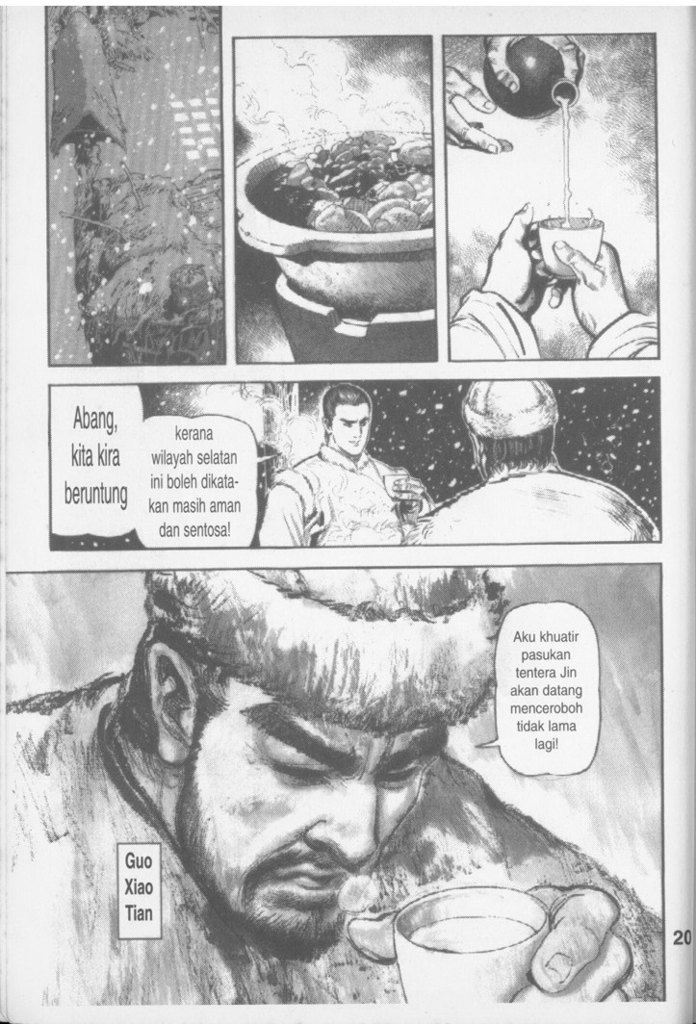 Abang,
kita kira
beruntung
kerana
wilayah selatan
ini boleh dikata-
kan masih aman
dan sentosa!
Aku khuatir
pasukan
tentera Jin
akan datang
menceroboh
tidak lama
lagi!
Guo
Xiao
Tian
20